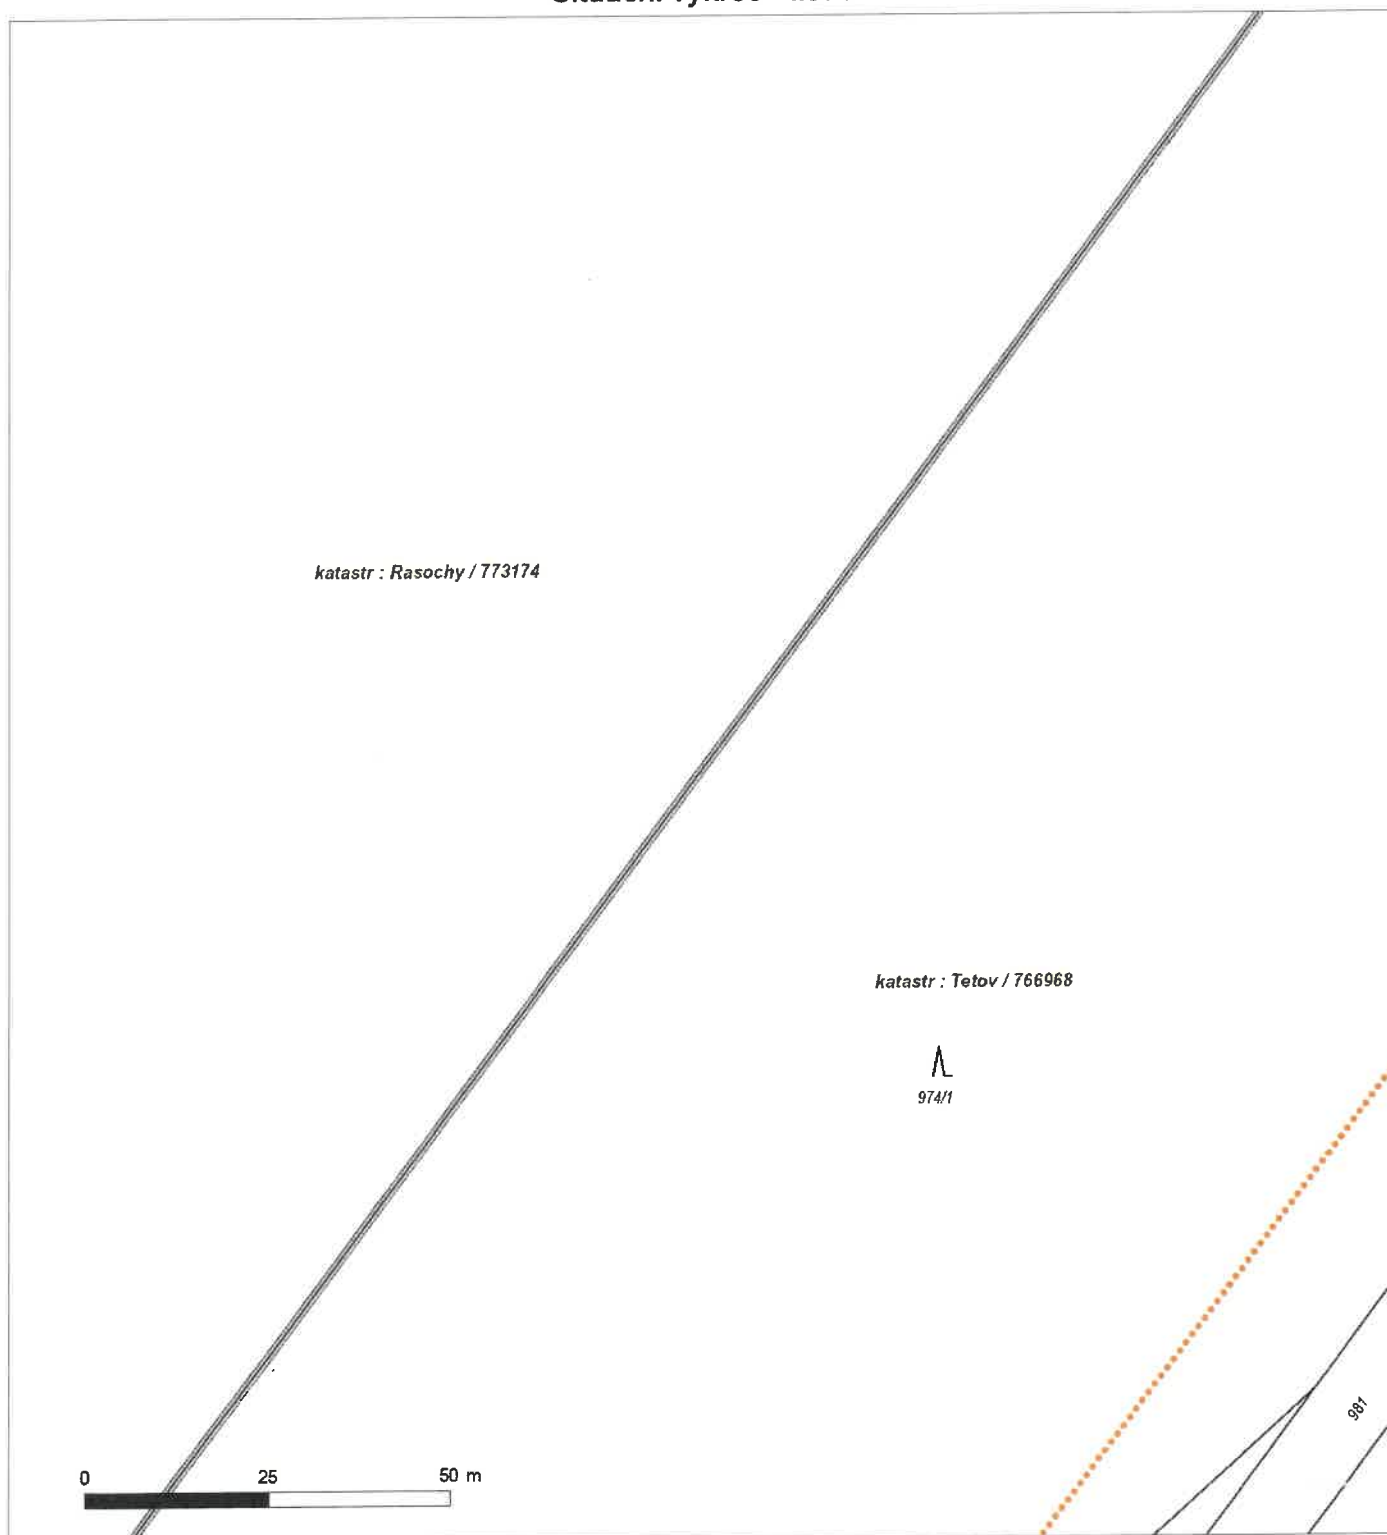 katastr : Rasochy / 773174
katastr : Tetov / 766968
974/1
981
0 25 50 m